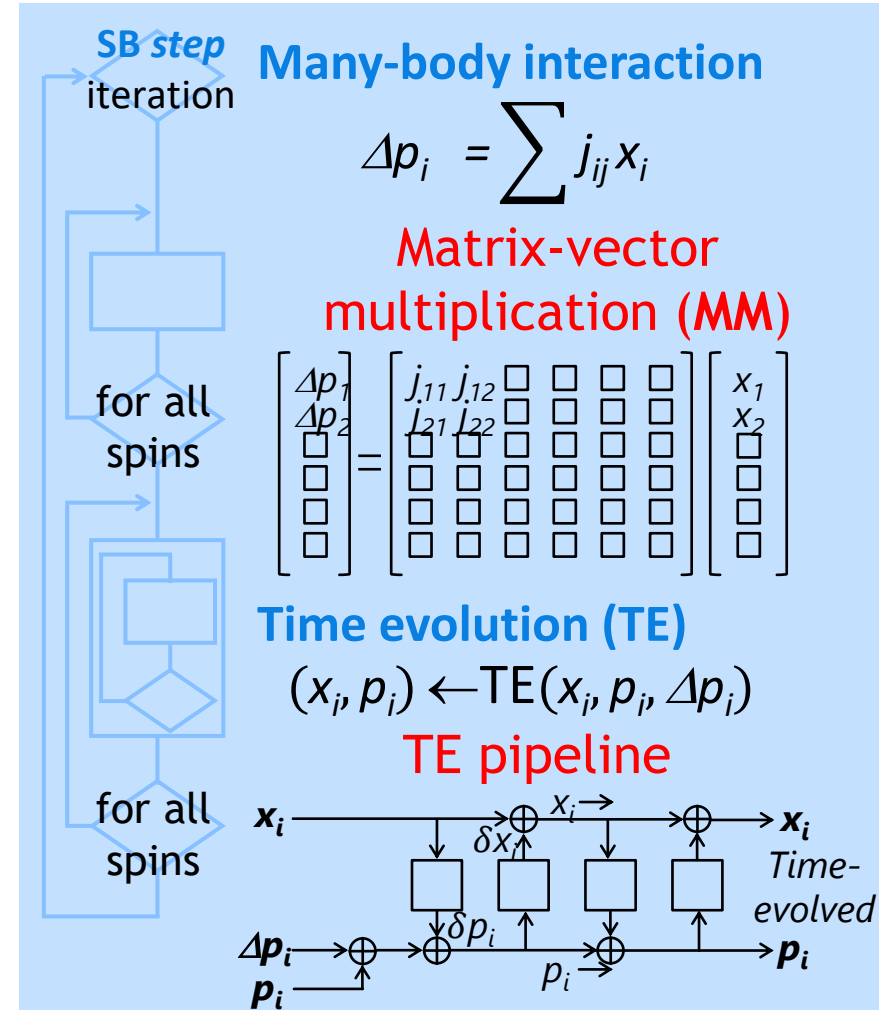 SB step
iteration
Many-body interaction
Δpᵢ = ∑ jᵢⱼ xᵢ
Matrix-vector
multiplication (MM)
Δp₁ j₁₁ j₁₂ □ □ □ □ x₁
Δp₂ = j₂₁ j₂₂ □ □ □ □ x₂
□ □ □ □ □ □ □ □
□ □ □ □ □ □ □ □
□ □ □ □ □ □ □ □
□ □ □ □ □ □ □ □
for all
spins
Time evolution (TE)
(xᵢ, pᵢ) ←TE(xᵢ, pᵢ, Δpᵢ)
TE pipeline
for all
spins
xᵢ
xᵢ
xᵢ
δxᵢ
Time-
evolved
δpᵢ
Δpᵢ
pᵢ
pᵢ
pᵢ